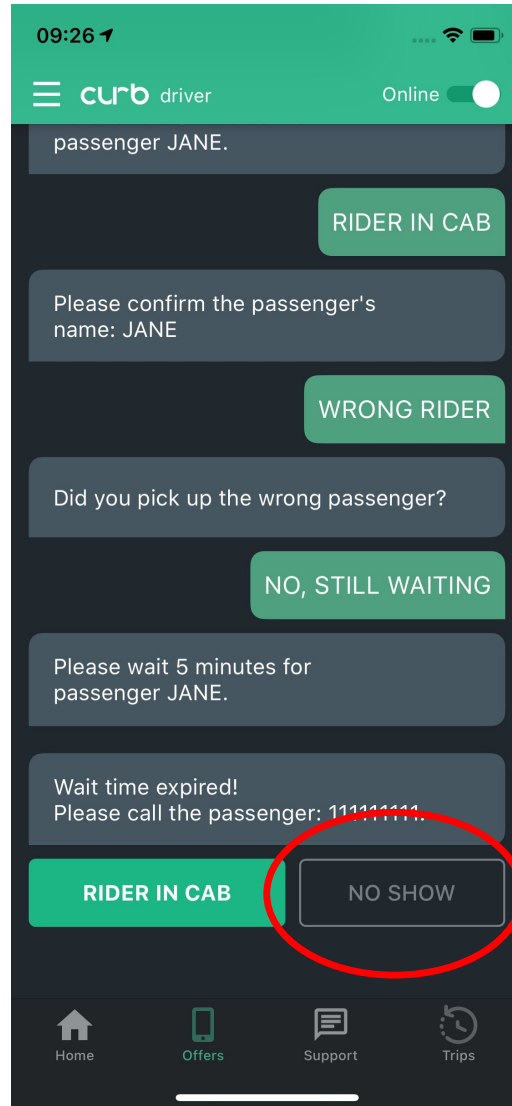 09:26
curb driver Online
passenger JANE.
RIDER IN CAB
Please confirm the passenger's
name: JANE
WRONG RIDER
Did you pick up the wrong passenger?
NO, STILL WAITING
Please wait 5 minutes for
passenger JANE.
Wait time expired!
Please call the passenger: 111111111.
RIDER IN CAB NO SHOW
Home Offers Support Trips